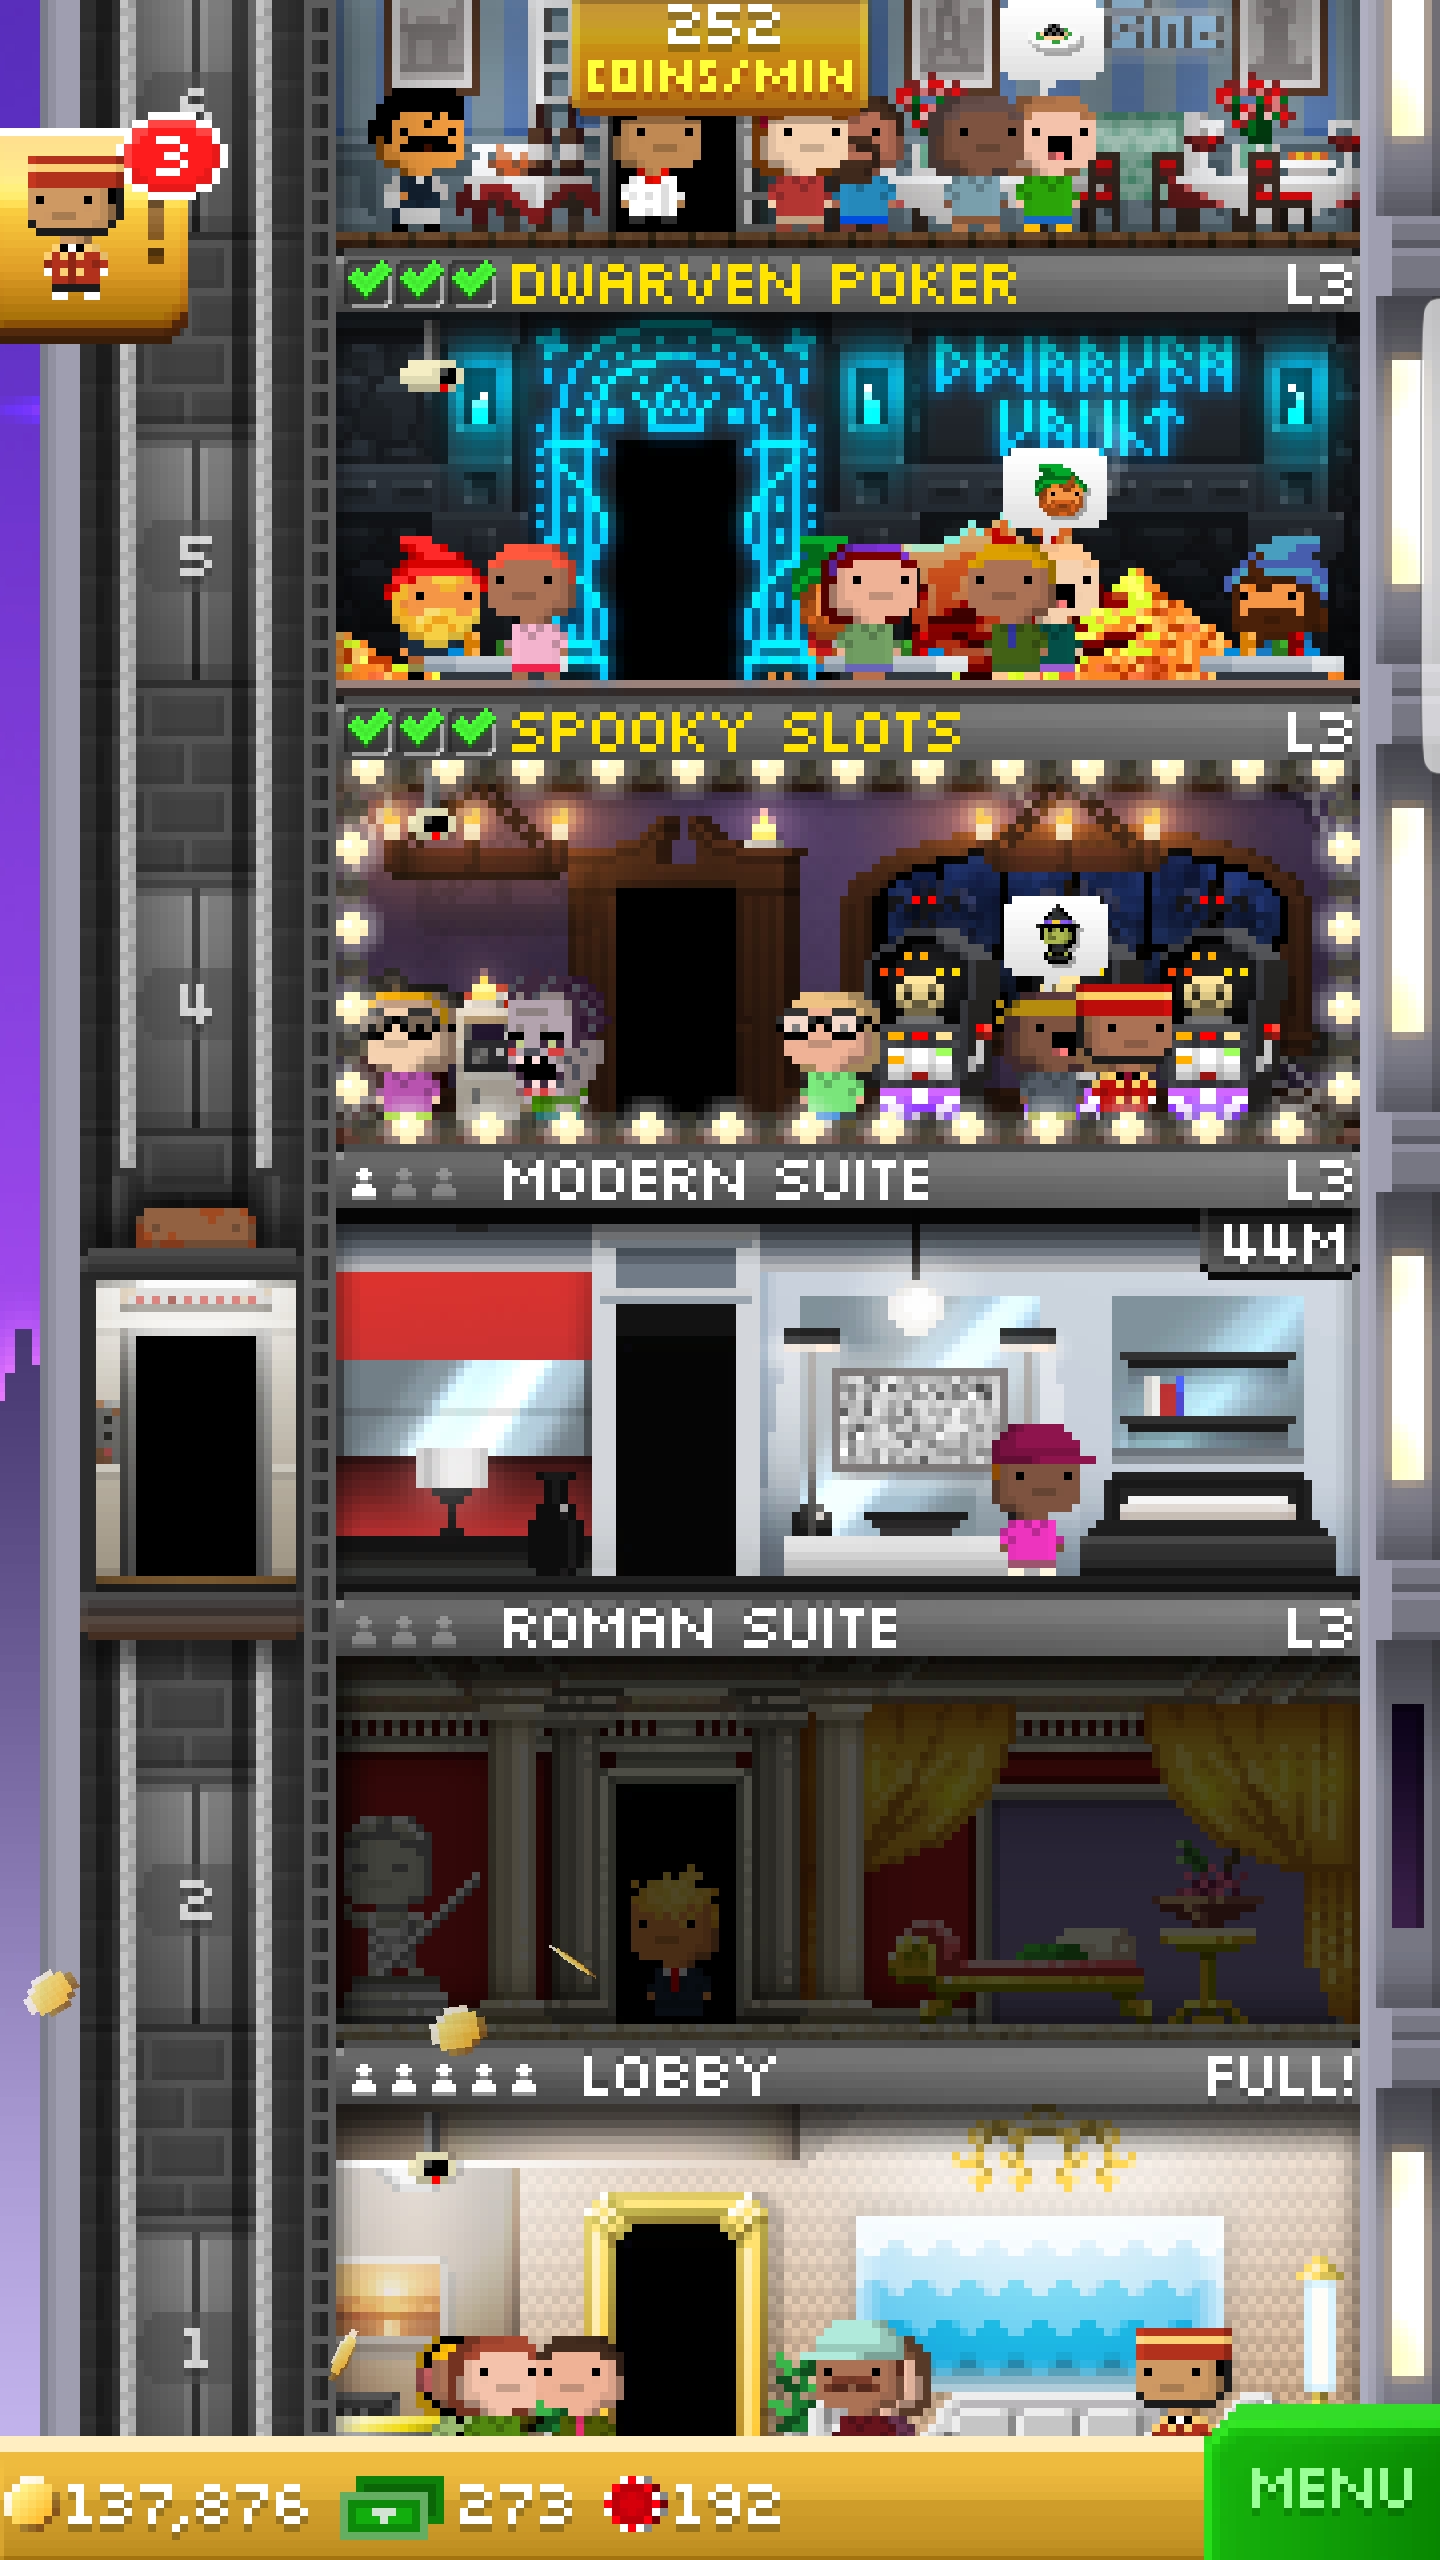 252
COINS/MIN
3
DWARVEN POKER L3
DWARVEN
VAULT
5
SPOOKY SLOTS L3
4
MODERN SUITE L3
44M
ROMAN SUITE L3
2
LOBBY FULL!
1
137,876 273 192
MENU